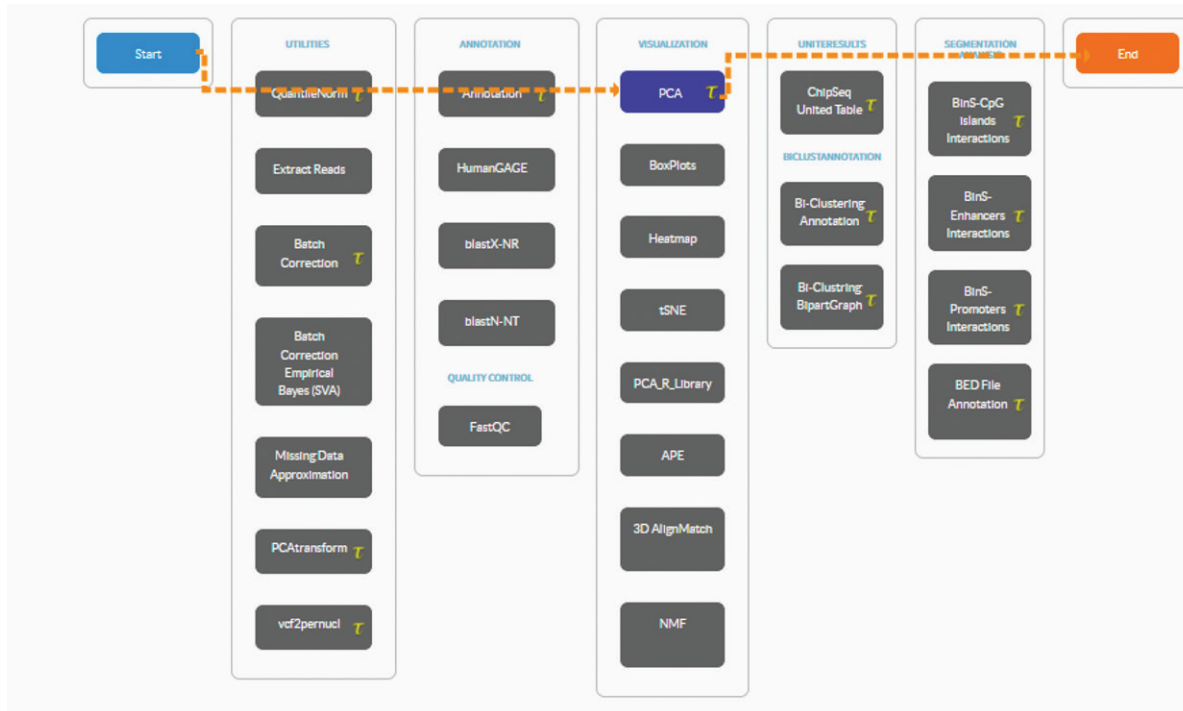 Start
UTILITIES
QuantileNorm τ
Extract Reads
Batch
Correction τ
Batch
Correction
Empirical
Bayes (SVA)
Missing Data
Approximation
PCAtransform τ
vcf2pernucl τ
ANNOTATION
Annotation τ
HumanGAGE
blastX-NR
blastN-NT
QUALITY CONTROL
FastQC
VISUALIZATION
PCA τ
BoxPlots
Heatmap
tSNE
PCA_R_Library
APE
3D AlignMatch
NMF
UNITERESULTS
ChipSeq
United Table τ
BICLUSTANNOTATION
Bi-Clustering
Annotation τ
Bi-Clustring
BipartGraph τ
SEGMENTATION
ANALYSIS
BinS-CpG
islands τ
Interactions
BinS-
Enhancers τ
Interactions
BinS-
Promoters τ
Interactions
BED File
Annotation τ
End